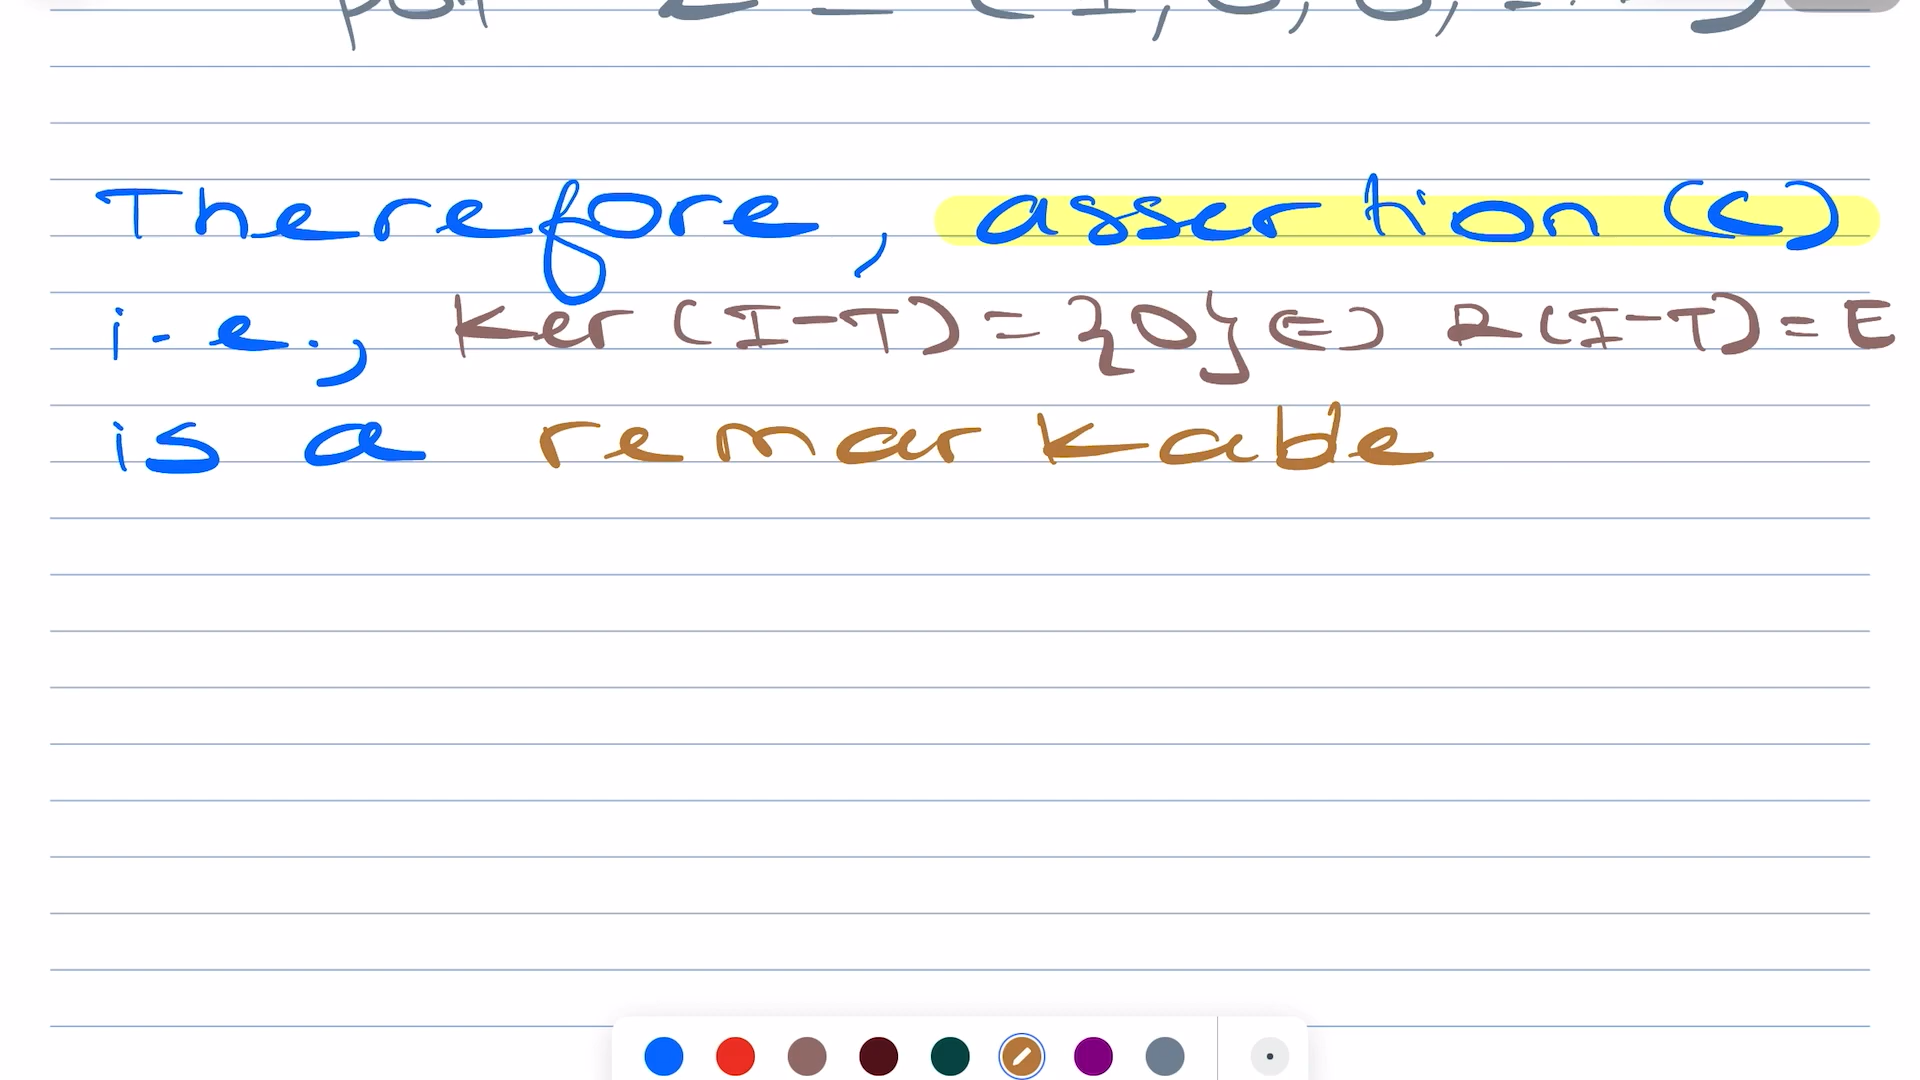 Therefore, assertion (c)
i.e., Ker (I-T) = {0} ⇔ R (I-T) = E
is a remarkable